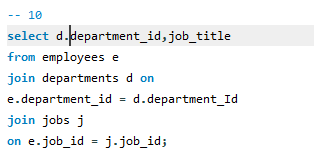 -- 10
select d.department_id,job_title
from employees e
join departments d on
e.department_id = d.department_Id
join jobs j
on e.job_id = j.job_id;